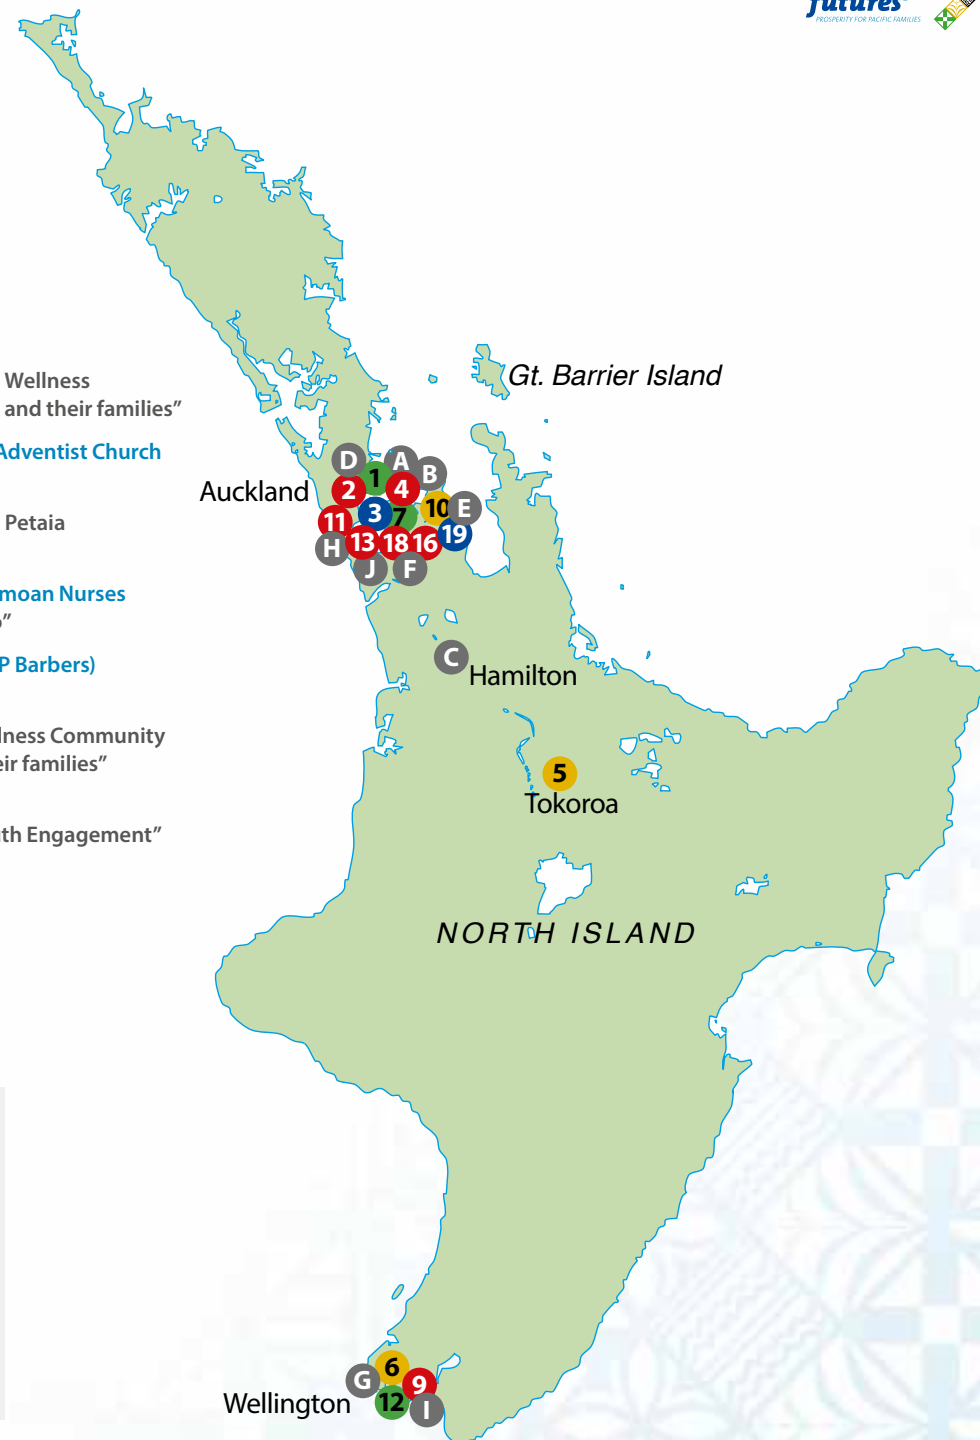 futures
PROSPERITY FOR PACIFIC FAMILIES
Wellness
and their families”
Adventist Church
Petaia
moan Nurses
”
P Barbers)
lness Community
eir families”
th Engagement”
Gt. Barrier Island
Auckland
D
A
B
1
2
4
10
E
3
7
11
19
H
13
18
16
J
F
C
Hamilton
5
Tokoroa
NORTH ISLAND
6
G
9
Wellington
12
I